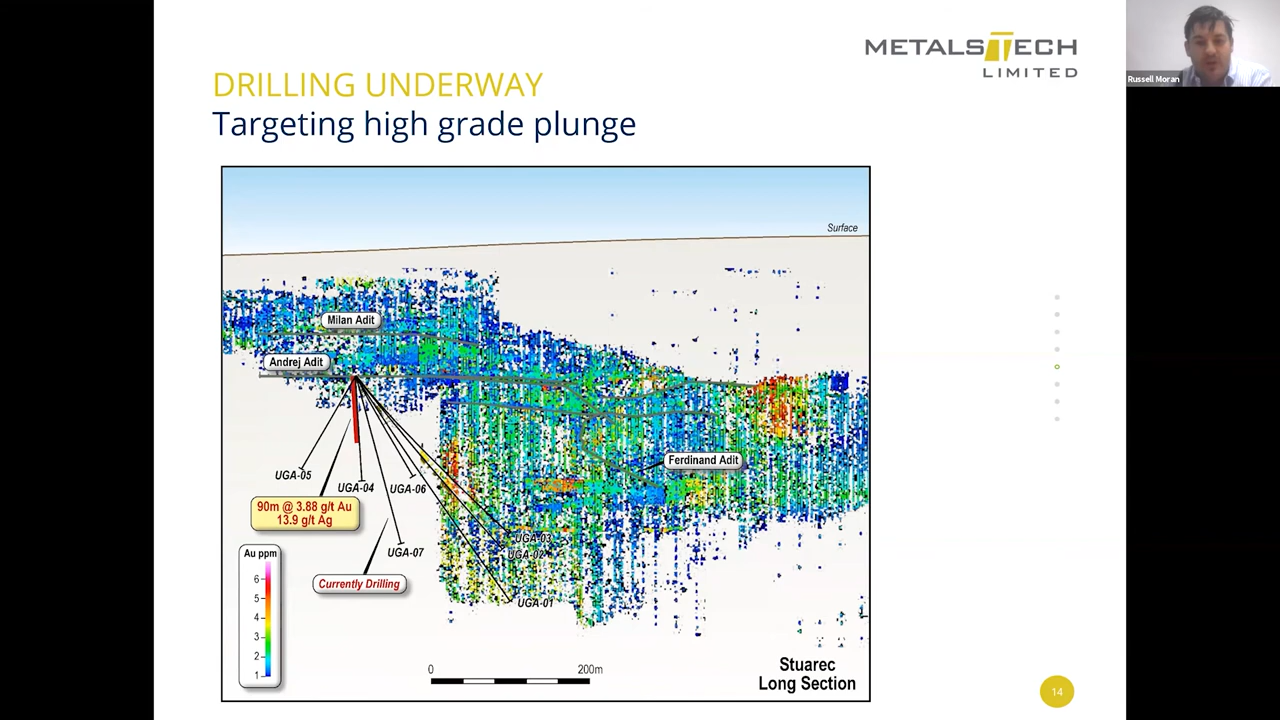 METALSTECH
LIMITED
Russell Moran
DRILLING UNDERWAY
Targeting high grade plunge
Surface
Milan Adit
Andrej Adit
Ferdinand Adit
UGA-05
UGA-04
UGA-06
90m @ 3.88 g/t Au
13.9 g/t Ag
UGA-03
UGA-02
UGA-07
Au ppm
6
5
4
3
2
1
Currently Drilling
UGA-01
0
200m
Stuarec
Long Section
14